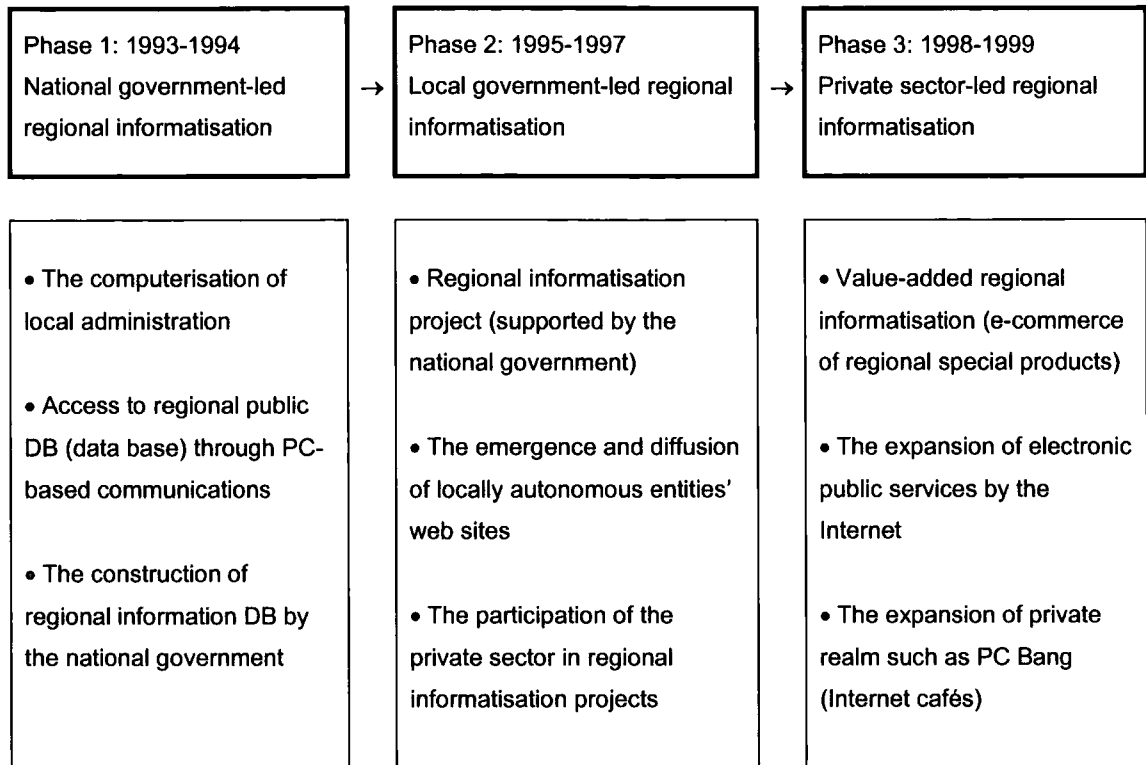 Phase 1: 1993-1994
National government-led
regional informatisation
→
Phase 2: 1995-1997
Local government-led regional
informatisation
→
Phase 3: 1998-1999
Private sector-led regional
informatisation
• The computerisation of
local administration
• Access to regional public
DB (data base) through PC-
based communications
• The construction of
regional information DB by
the national government
• Regional informatisation
project (supported by the
national government)
• The emergence and diffusion
of locally autonomous entities'
web sites
• The participation of the
private sector in regional
informatisation projects
• Value-added regional
informatisation (e-commerce
of regional special products)
• The expansion of electronic
public services by the
Internet
• The expansion of private
realm such as PC Bang
(Internet cafés)